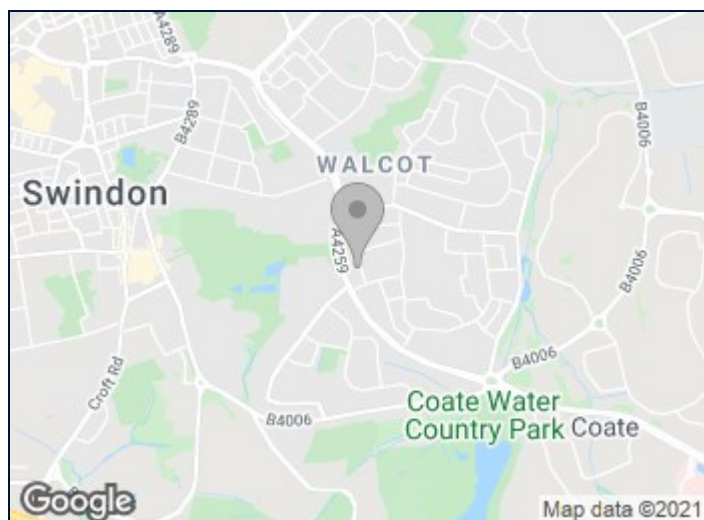 A4289
B4289
WALCOT
Swindon
A4259
B4006
B4006
B4006
Croft Rd
B4006
Coate Water
Country Park
Coate
Google
Map data ©2021